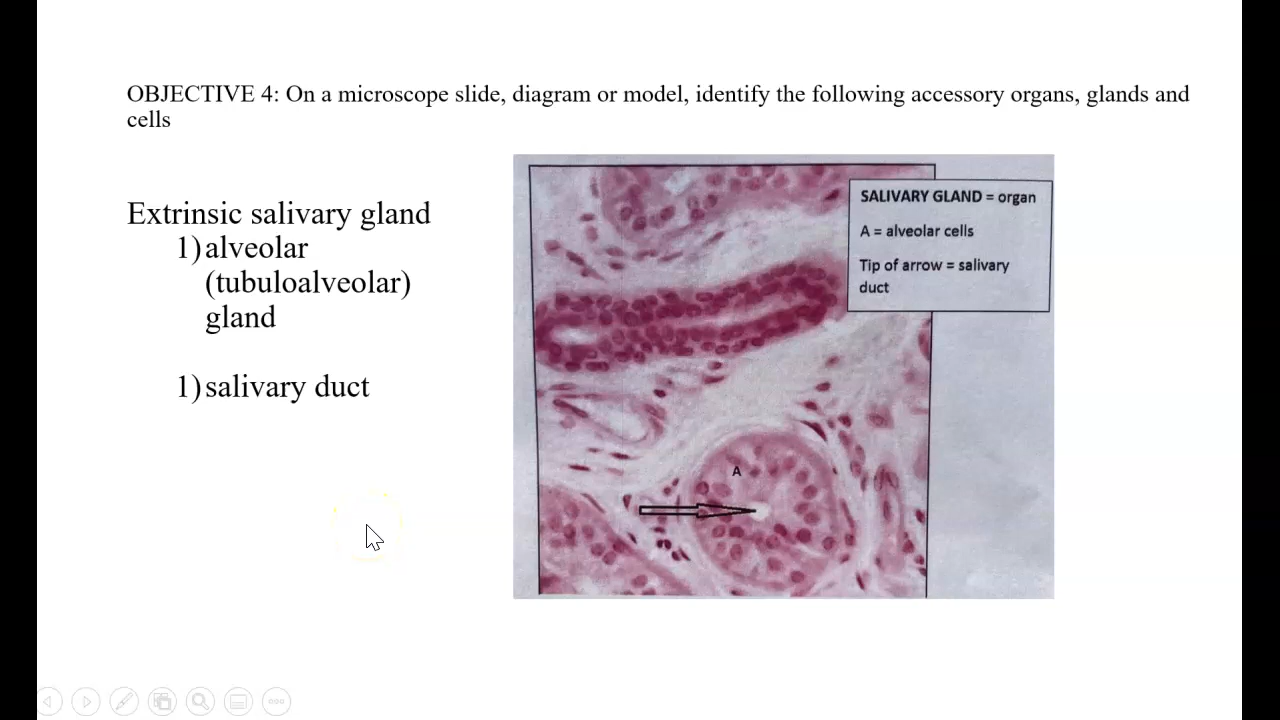 OBJECTIVE 4: On a microscope slide, diagram or model, identify the following accessory organs, glands and
cells
Extrinsic salivary gland
1) alveolar
(tubuloalveolar)
gland
1) salivary duct
SALIVARY GLAND = organ
A = alveolar cells
Tip of arrow = salivary
duct
A